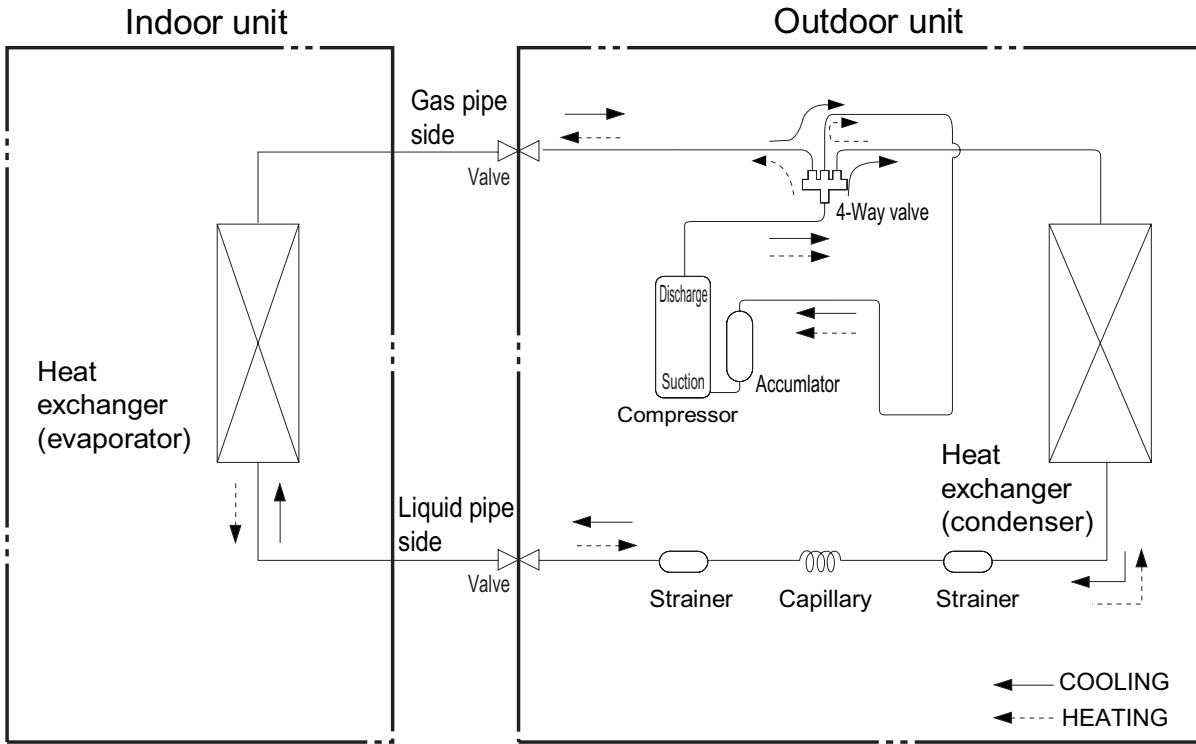 Indoor unit
Outdoor unit
Gas pipe
side
Valve
4-Way valve
Discharge
Suction
Accumlator
Compressor
Heat
exchanger
(evaporator)
Heat
exchanger
(condenser)
Liquid pipe
side
Valve
Strainer
Capillary
Strainer
COOLING
HEATING